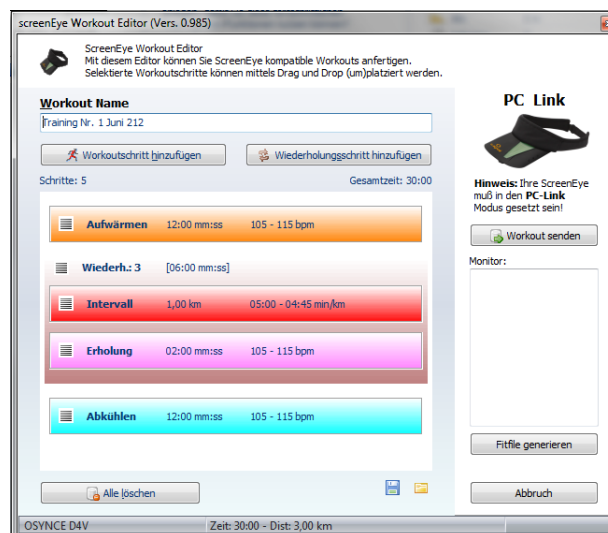 screenEye Workout Editor (Vers. 0.985)
ScreenEye Workout Editor
Mit diesem Editor können Sie ScreenEye kompatible Workouts anfertigen.
Selektierte Workoutschritte können mittels Drag und Drop (um)platziert werden.
Workout Name
Training Nr. 1 Juni 212
Workoutschritt hinzufügen
Wiederholungsschritt hinzufügen
Schritte: 5
Gesamtzeit: 30:00
Aufwärmen 12:00 mm:ss 105 - 115 bpm
Wiederh.: 3 [06:00 mm:ss]
Intervall 1,00 km 05:00 - 04:45 min/km
Erholung 02:00 mm:ss 105 - 115 bpm
Abkühlen 12:00 mm:ss 105 - 115 bpm
Alle löschen
PC Link
Hinweis: Ihre ScreenEye
muß in den PC-Link
Modus gesetzt sein!
Workout senden
Monitor:
Fitfile generieren
Abbruch
OSYNCE D4V
Zeit: 30:00 - Dist: 3,00 km